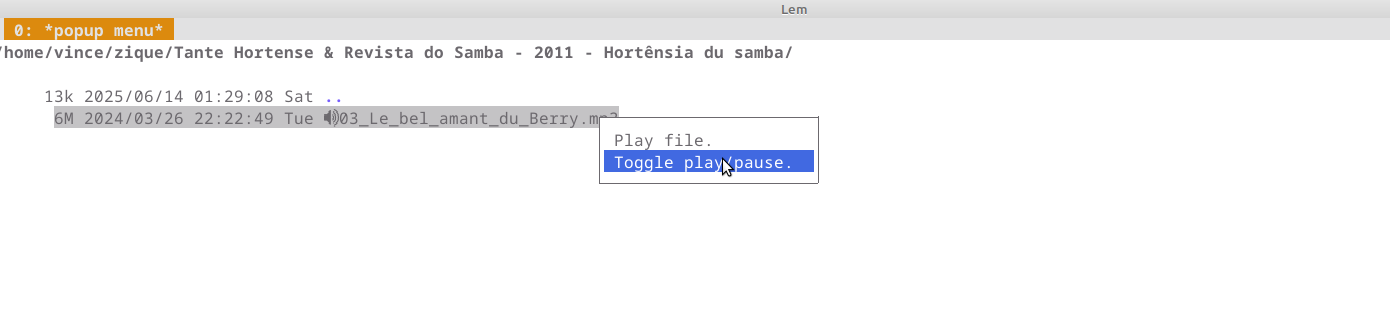 Lem
0: *popup menu*
/home/vince/zique/Tante Hortense & Revista do Samba - 2011 - Hortênsia du samba/
13k 2025/06/14 01:29:08 Sat ..
6M 2024/03/26 22:22:49 Tue 03_Le_bel_amant_du_Berry.mp3
Play file.
Toggle play/pause.